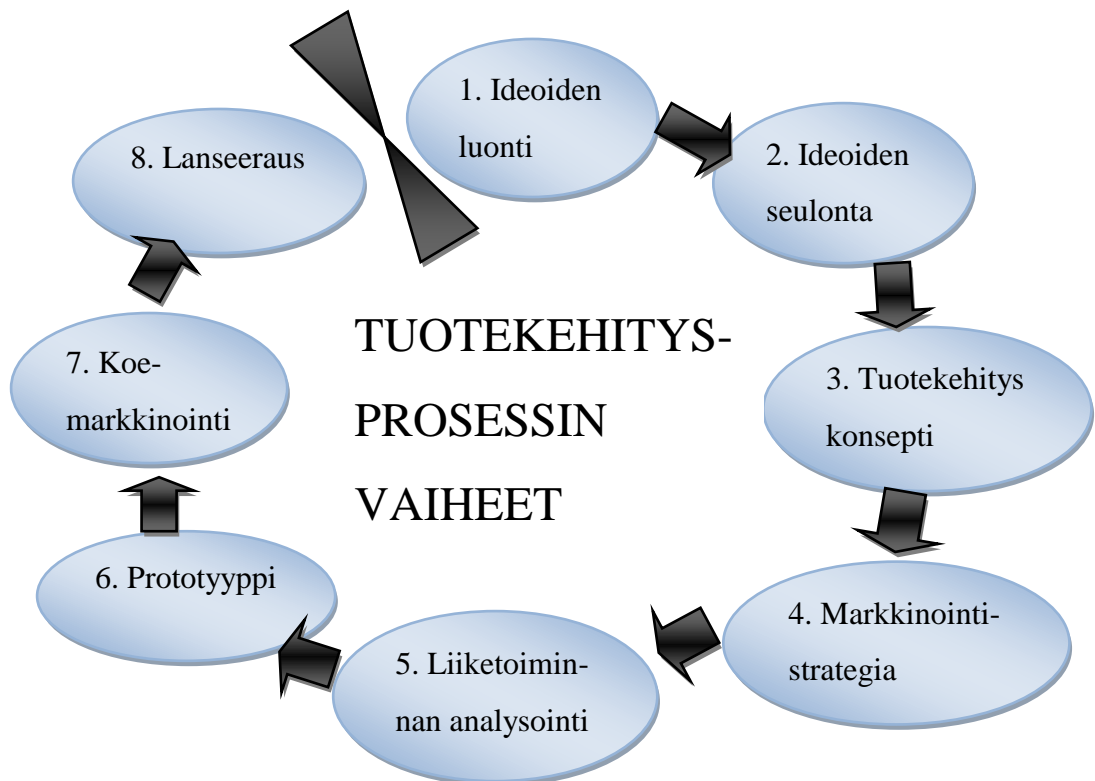 1. Ideoiden
luonti
2. Ideoiden
seulonta
3. Tuotekehitys
konsepti
4. Markkinointi-
strategia
5. Liiketoimin-
nan analysointi
6. Prototyyppi
7. Koe-
markkinointi
8. Lanseeraus
TUOTEKEHITYS-
PROSESSIN
VAIHEET